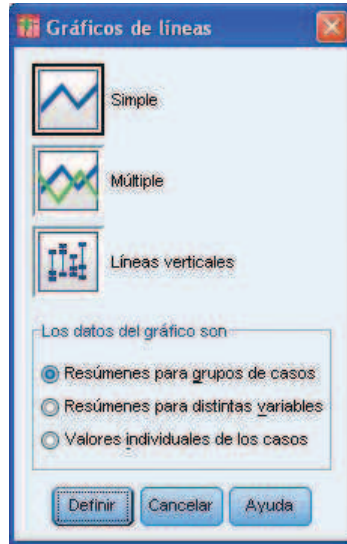 Gráficos de líneas
Simple
Múltiple
Líneas verticales
Los datos del gráfico son
Resúmenes para grupos de casos
Resúmenes para distintas variables
Valores individuales de los casos
Definir Cancelar Ayuda